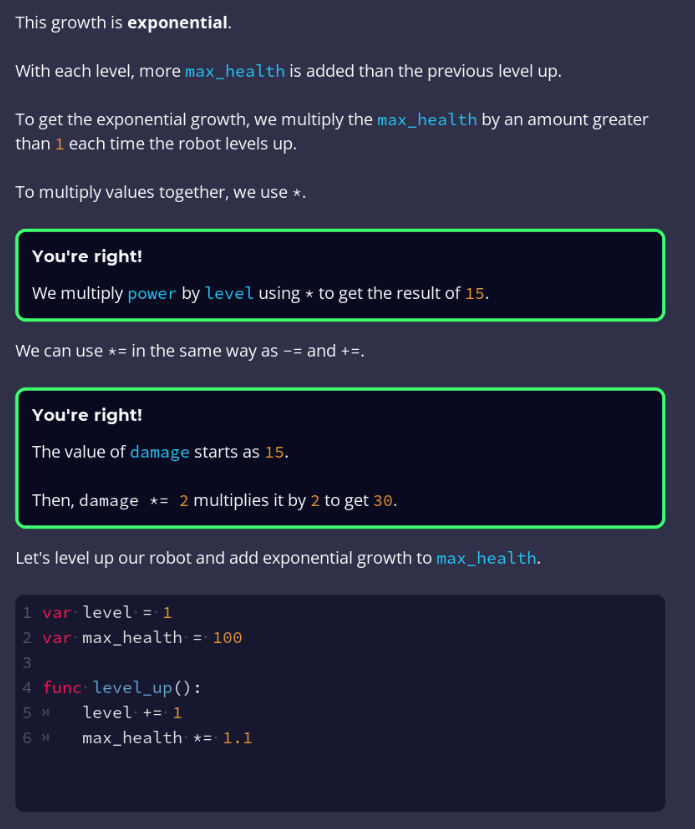 This growth is exponential.
With each level, more max_health is added than the previous level up.
To get the exponential growth, we multiply the max_health by an amount greater
than 1 each time the robot levels up.
To multiply values together, we use *.
You're right!
We multiply power by level using * to get the result of 15.
We can use *= in the same way as -= and +=.
You're right!
The value of damage starts as 15.
Then, damage *= 2 multiplies it by 2 to get 30.
Let's level up our robot and add exponential growth to max_health.
1 var level = 1
2 var max_health = 100
3
4 func level_up():
5 level += 1
6 max_health *= 1.1